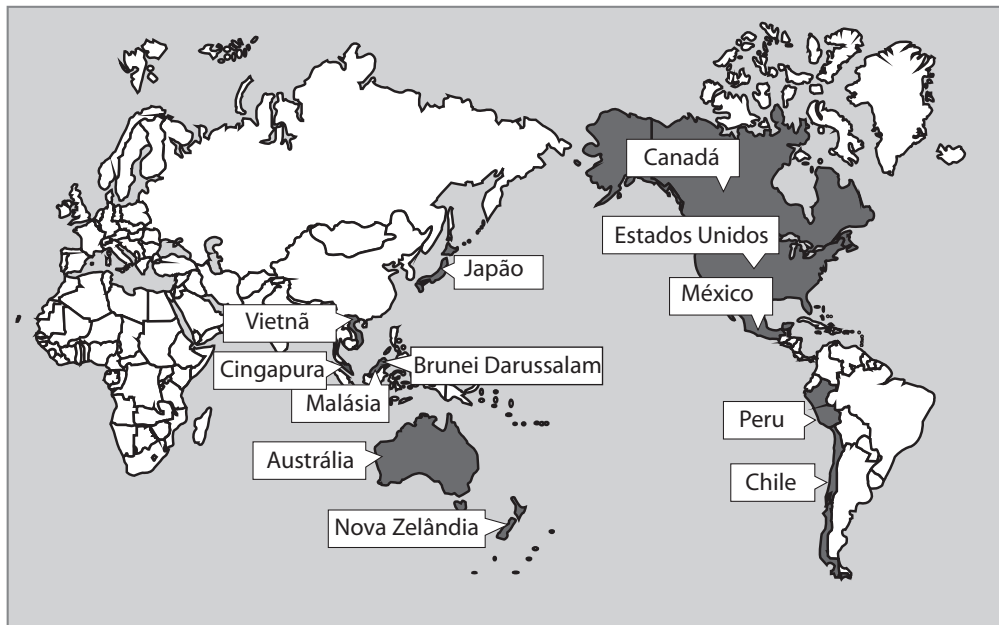 Canadá
Estados Unidos
Japão
México
Vietnã
Cingapura
Brunei Darussalam
Malásia
Peru
Austrália
Chile
Nova Zelândia